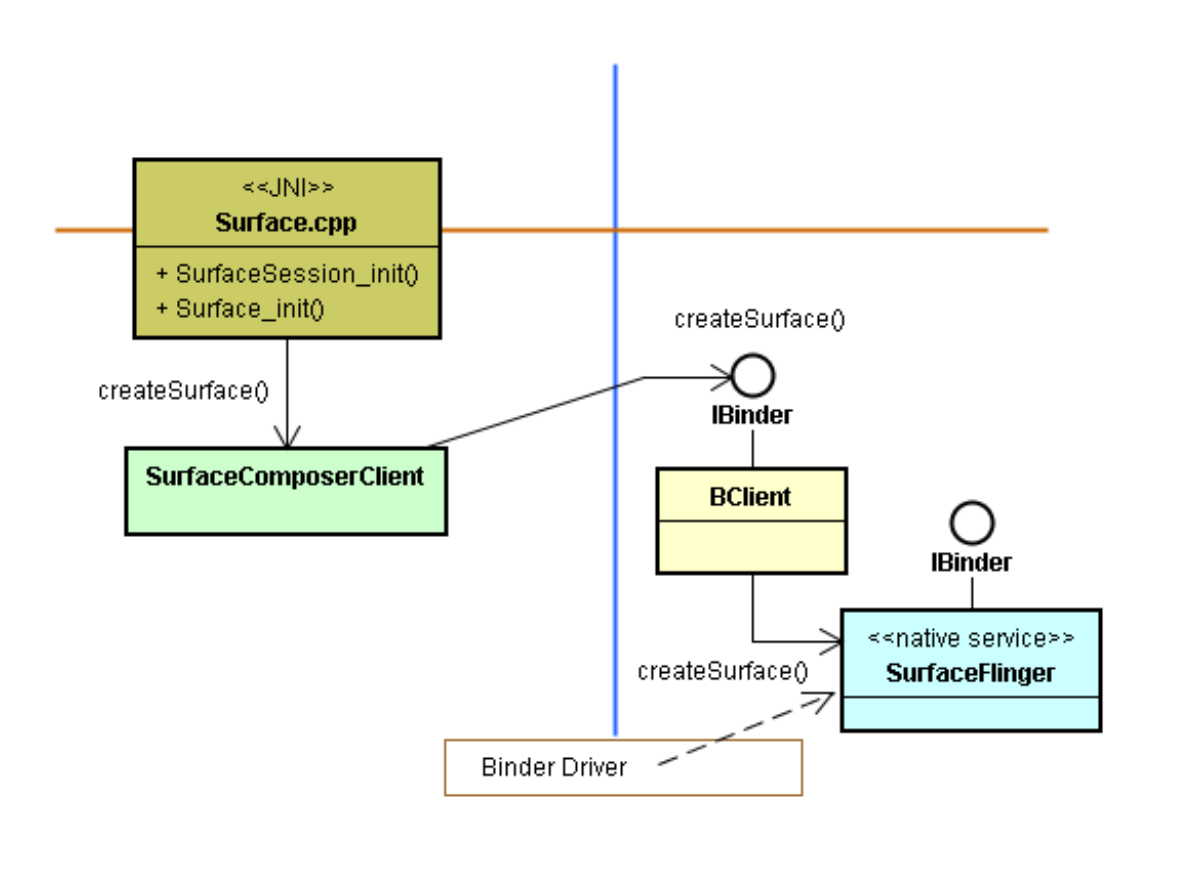 <<JNI>>
Surface.cpp
+ SurfaceSession_init()
+ Surface_init()
createSurface()
createSurface()
IBinder
SurfaceComposerClient
BClient
IBinder
<<native service>>
SurfaceFlinger
createSurface()
Binder Driver